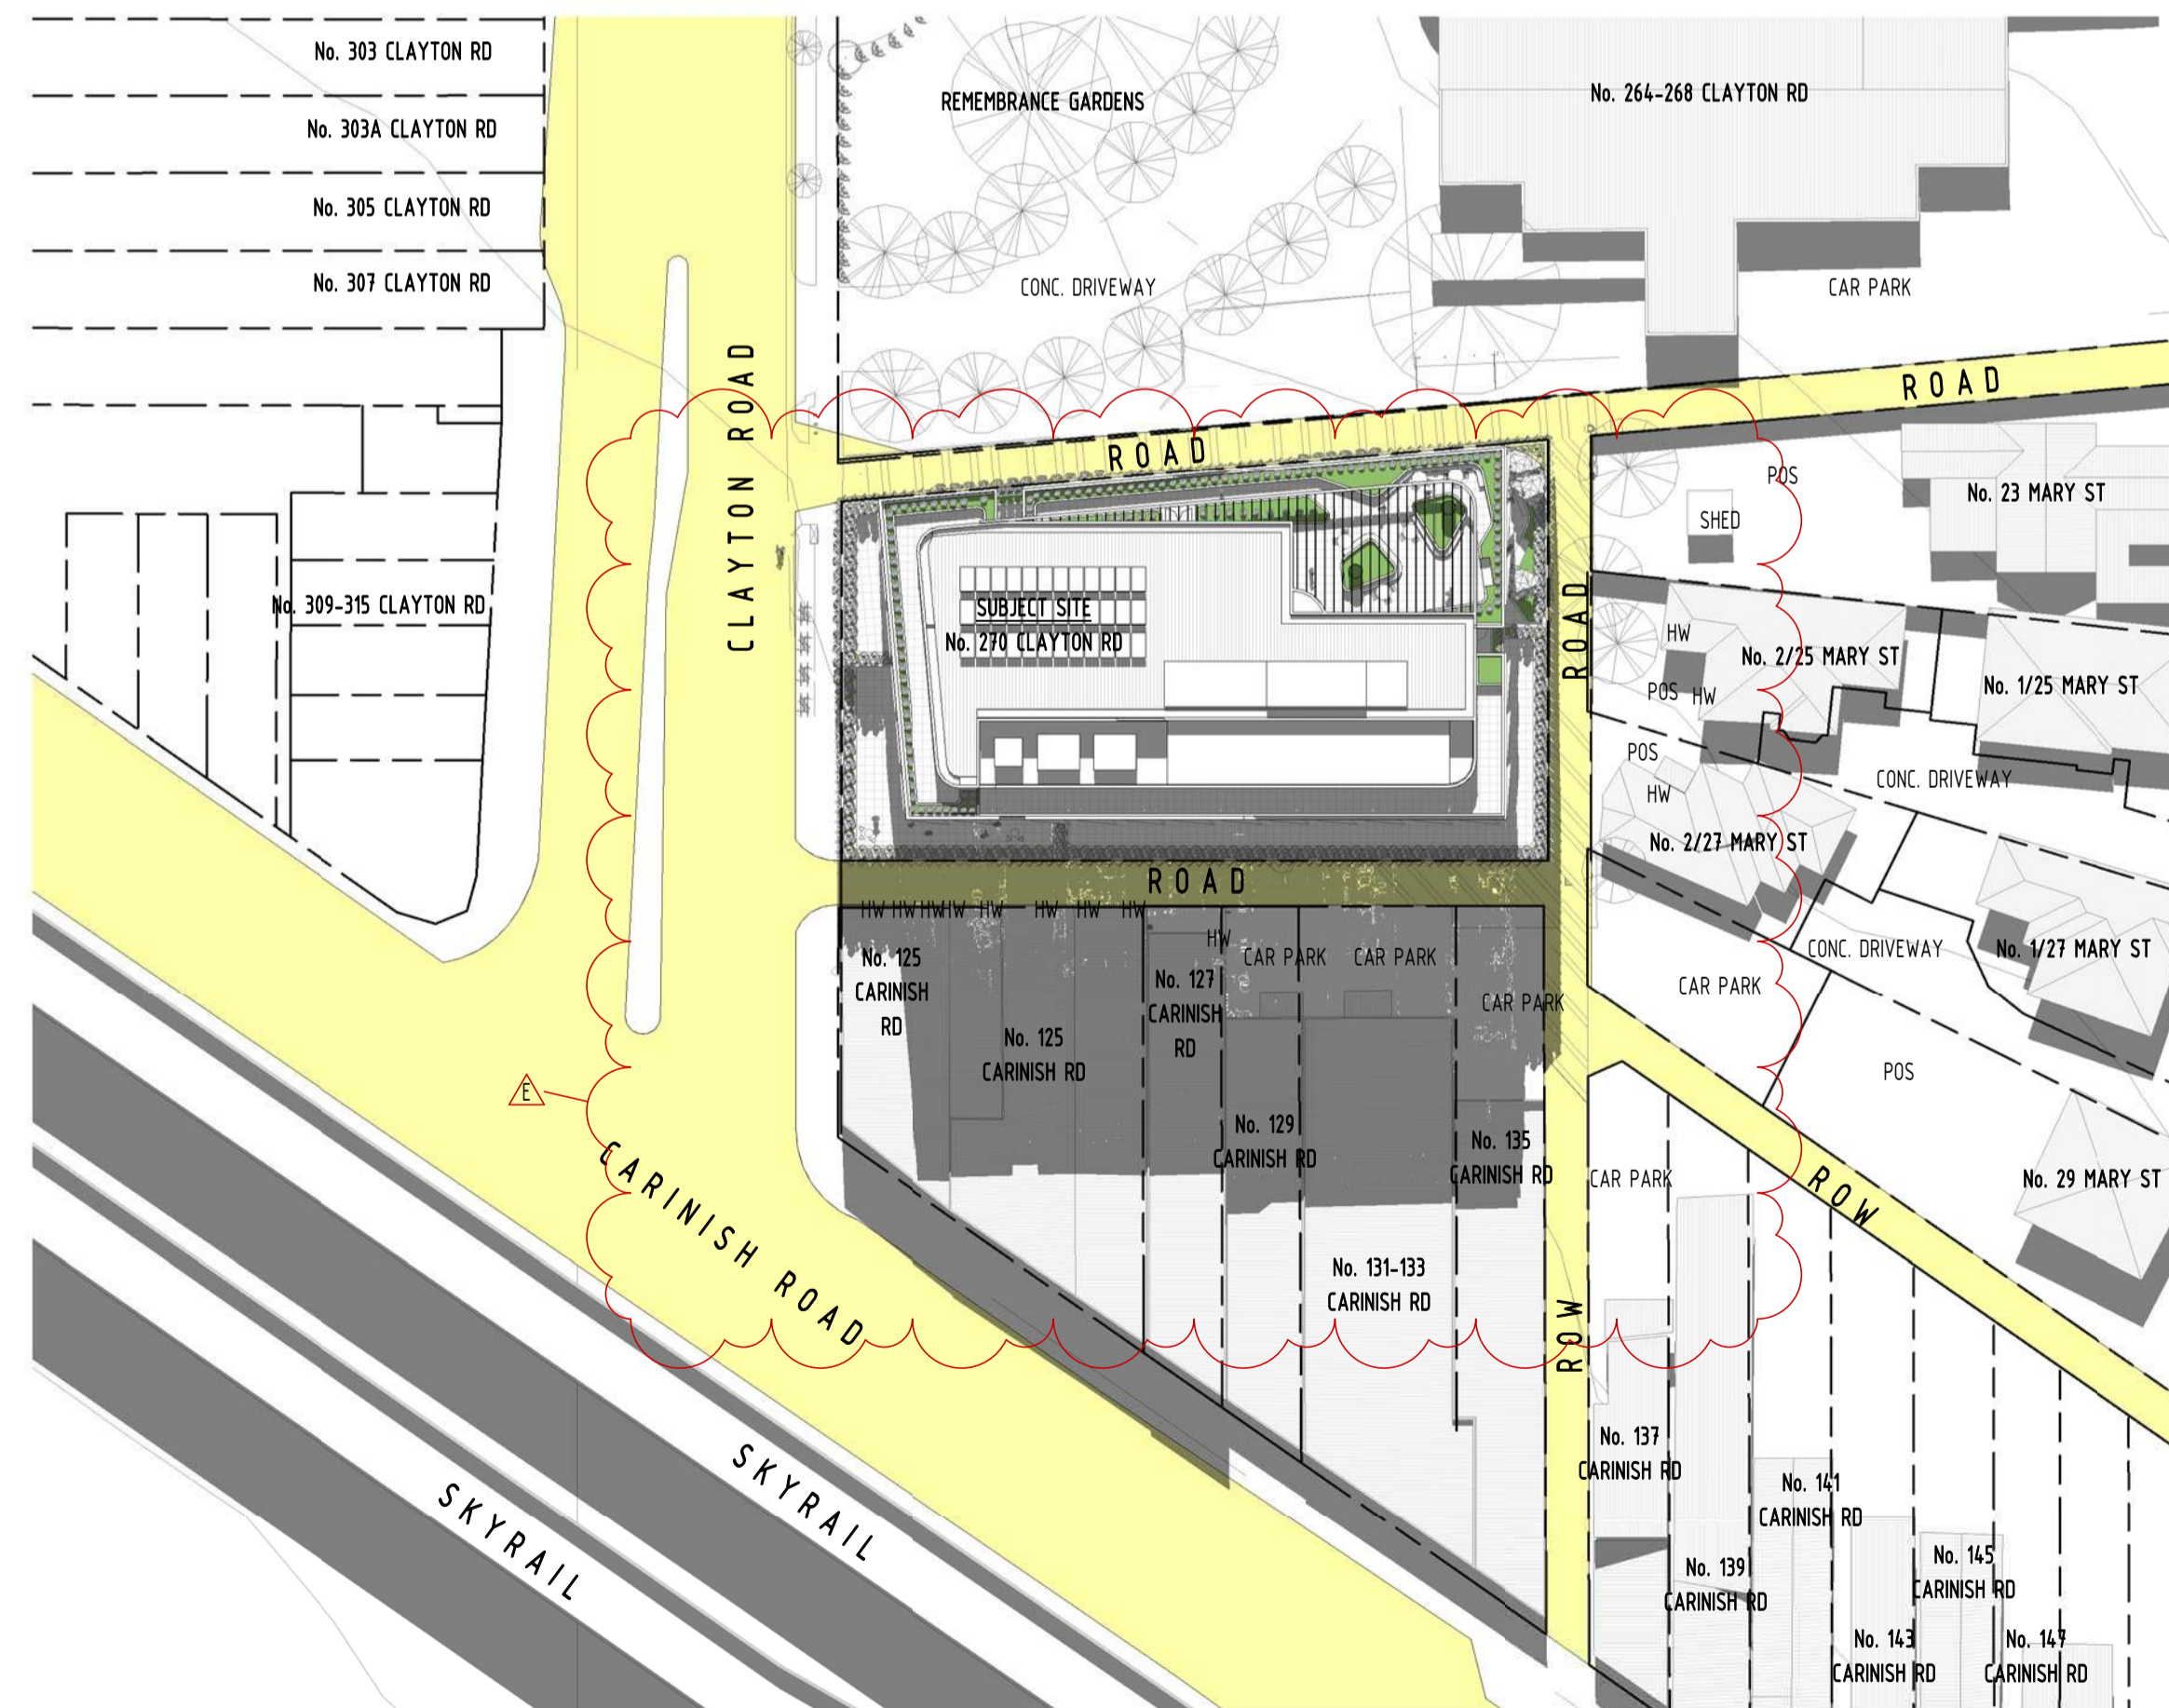 No. 303 CLAYTON RD
No. 303A CLAYTON RD
No. 305 CLAYTON RD
No. 307 CLAYTON RD
No. 309-315 CLAYTON RD
CLAYTON ROAD
REMEMBRANCE GARDENS
CONC. DRIVEWAY
No. 264-268 CLAYTON RD
CAR PARK
ROAD
ROAD
SUBJECT SITE
No. 270 CLAYTON RD
ROAD
ROAD
POS
SHED
No. 23 MARY ST
HW
No. 2/25 MARY ST
No. 1/25 MARY ST
POS HW
POS
HW
CONC. DRIVEWAY
No. 2/27 MARY ST
CONC. DRIVEWAY
No. 1/27 MARY ST
CAR PARK
POS
No. 29 MARY ST
ROW
HW HW HW HW HW HW HW HW
HW
No. 125
CARINISH
RD
No. 125
CARINISH RD
No. 127
CARINISH
RD
CAR PARK
CAR PARK
CAR PARK
No. 129
CARINISH RD
No. 135
CARINISH RD
CAR PARK
No. 131-133
CARINISH RD
ROW
E
CARINISH ROAD
SKYRAIL
SKYRAIL
No. 137
CARINISH RD
No. 141
CARINISH RD
No. 139
CARINISH RD
No. 145
CARINISH RD
No. 143
CARINISH RD
No. 147
CARINISH RD